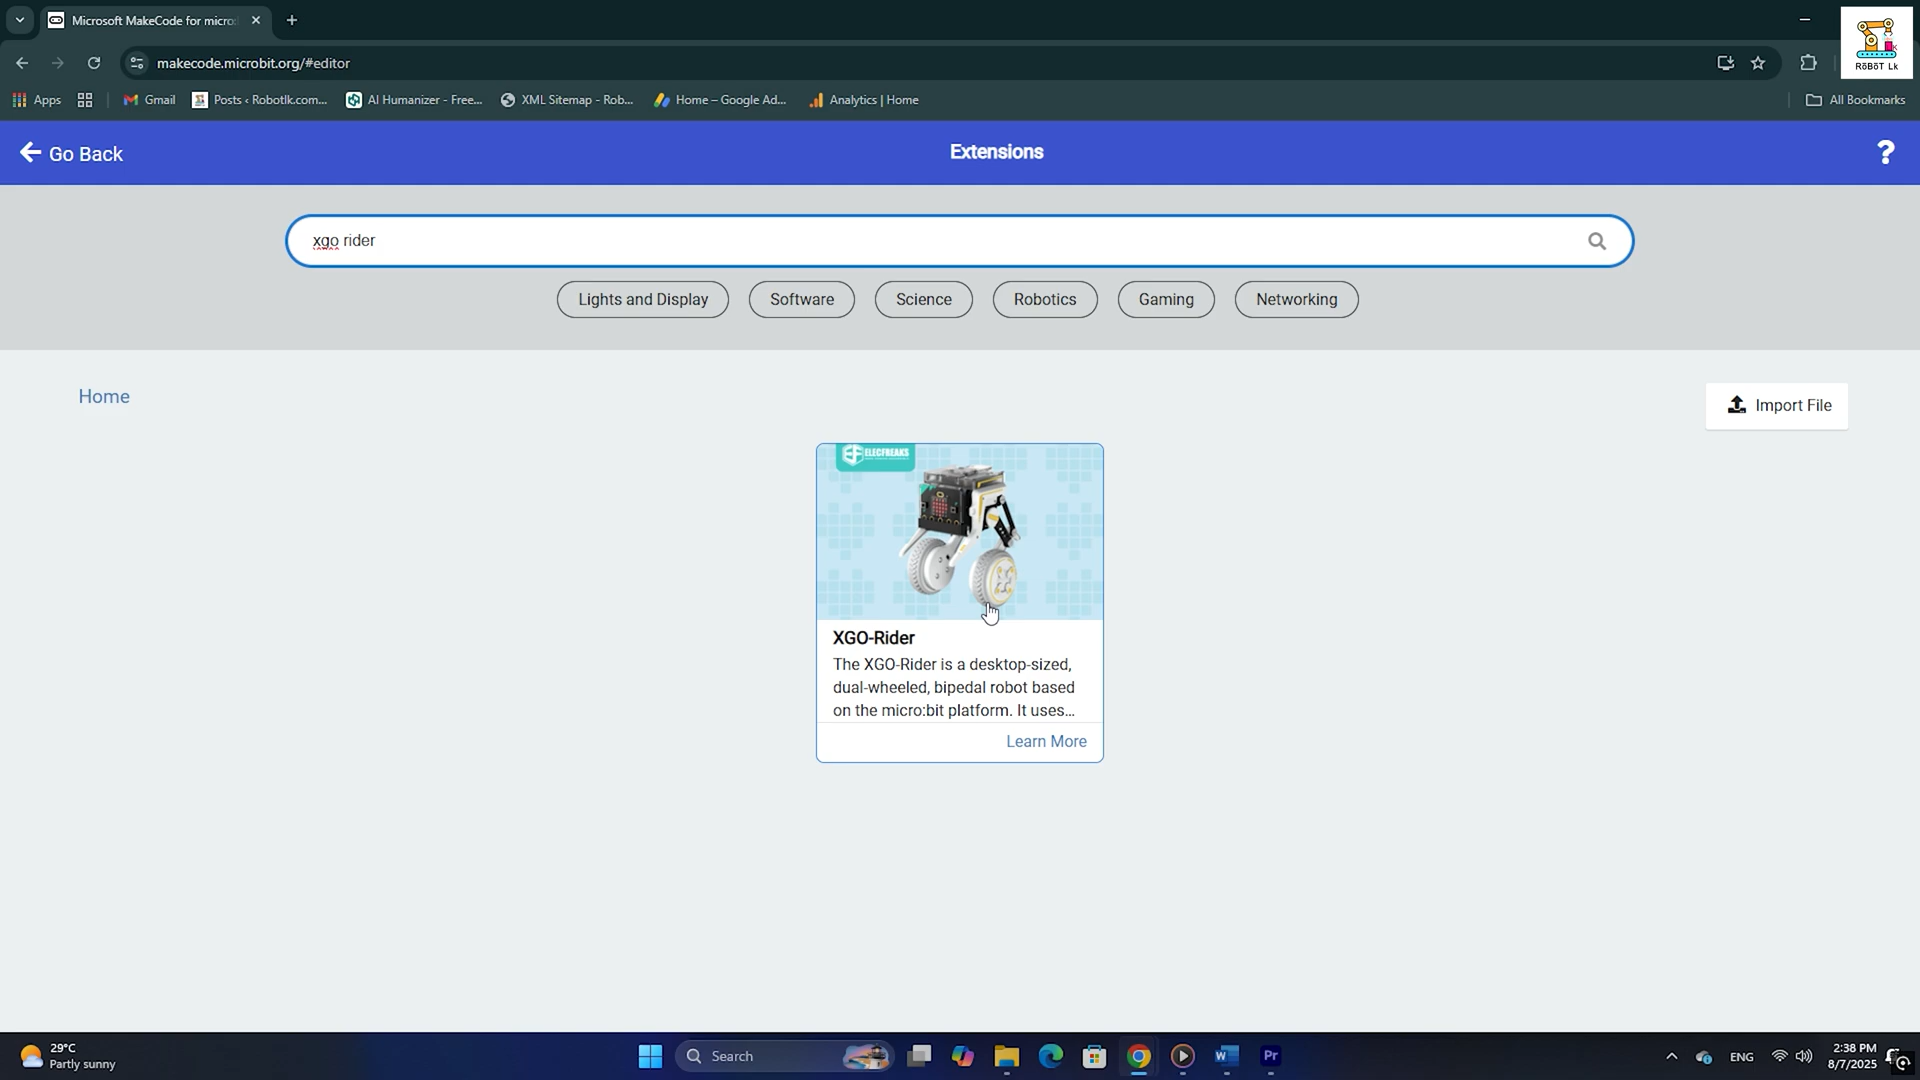 Microsoft MakeCode for micro:
RöBöT Lk
makecode.microbit.org/#editor
Apps
Gmail
Posts ‹ Robotlk.com...
AI Humanizer - Free...
XML Sitemap - Rob...
Home – Google Ad...
Analytics | Home
All Bookmarks
Go Back
Extensions
?
xgo rider
Lights and Display
Software
Science
Robotics
Gaming
Networking
Home
Import File
ELECFREAKS
XGO-Rider
The XGO-Rider is a desktop-sized,
dual-wheeled, bipedal robot based
on the micro:bit platform. It uses...
Learn More
29°C
Partly sunny
Search
Pr
ENG
2:38 PM
8/7/2025